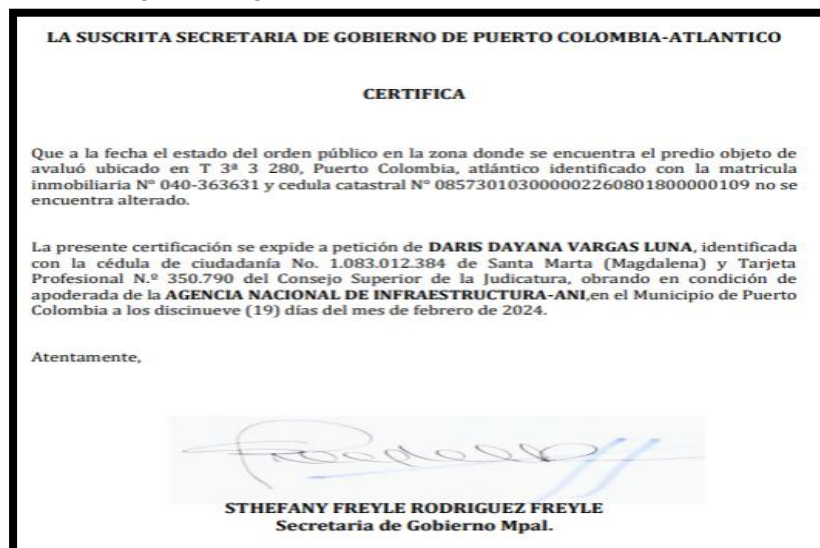 LA SUSCRITA SECRETARIA DE GOBIERNO DE PUERTO COLOMBIA-ATLANTICO
CERTIFICA
Que a la fecha el estado del orden público en la zona donde se encuentra el predio objeto de
avaluó ubicado en T 3ª 3 280, Puerto Colombia, atlántico identificado con la matricula
inmobiliaria N° 040-363631 y cedula catastral N° 085730103000002260801800000109 no se
encuentra alterado.
La presente certificación se expide a petición de DARIS DAYANA VARGAS LUNA, identificada
con la cédula de ciudadanía No. 1.083.012.384 de Santa Marta (Magdalena) y Tarjeta
Profesional N.º 350.790 del Consejo Superior de la Judicatura, obrando en condición de
apoderada de la AGENCIA NACIONAL DE INFRAESTRUCTURA-ANI,en el Municipio de Puerto
Colombia a los discinueve (19) días del mes de febrero de 2024.
Atentamente,
STHEFANY FREYLE RODRIGUEZ FREYLE
Secretaria de Gobierno Mpal.